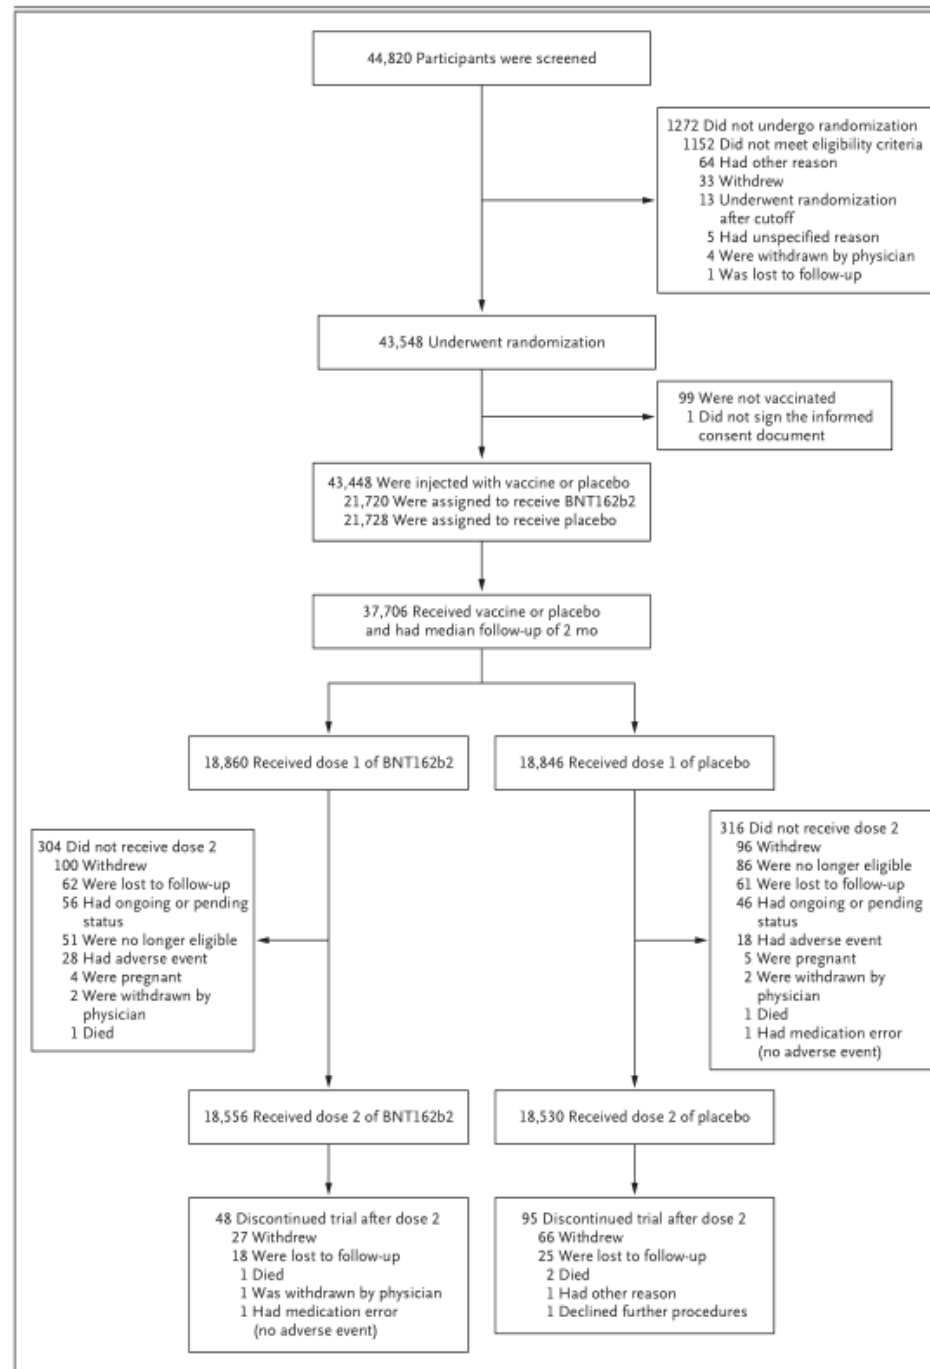 44,820 Participants were screened
1272 Did not undergo randomization
1152 Did not meet eligibility criteria
64 Had other reason
33 Withdrew
13 Underwent randomization
after cutoff
5 Had unspecified reason
4 Were withdrawn by physician
1 Was lost to follow-up
43,548 Underwent randomization
99 Were not vaccinated
1 Did not sign the informed
consent document
43,448 Were injected with vaccine or placebo
21,720 Were assigned to receive BNT162b2
21,728 Were assigned to receive placebo
37,706 Received vaccine or placebo
and had median follow-up of 2 mo
18,860 Received dose 1 of BNT162b2
18,846 Received dose 1 of placebo
304 Did not receive dose 2
100 Withdrew
62 Were lost to follow-up
56 Had ongoing or pending
status
51 Were no longer eligible
28 Had adverse event
4 Were pregnant
2 Were withdrawn by
physician
1 Died
316 Did not receive dose 2
96 Withdrew
86 Were no longer eligible
61 Were lost to follow-up
46 Had ongoing or pending
status
18 Had adverse event
5 Were pregnant
2 Were withdrawn by
physician
1 Died
1 Had medication error
(no adverse event)
18,556 Received dose 2 of BNT162b2
18,530 Received dose 2 of placebo
48 Discontinued trial after dose 2
27 Withdrew
18 Were lost to follow-up
1 Died
1 Was withdrawn by physician
1 Had medication error
(no adverse event)
95 Discontinued trial after dose 2
66 Withdrew
25 Were lost to follow-up
2 Died
1 Had other reason
1 Declined further procedures